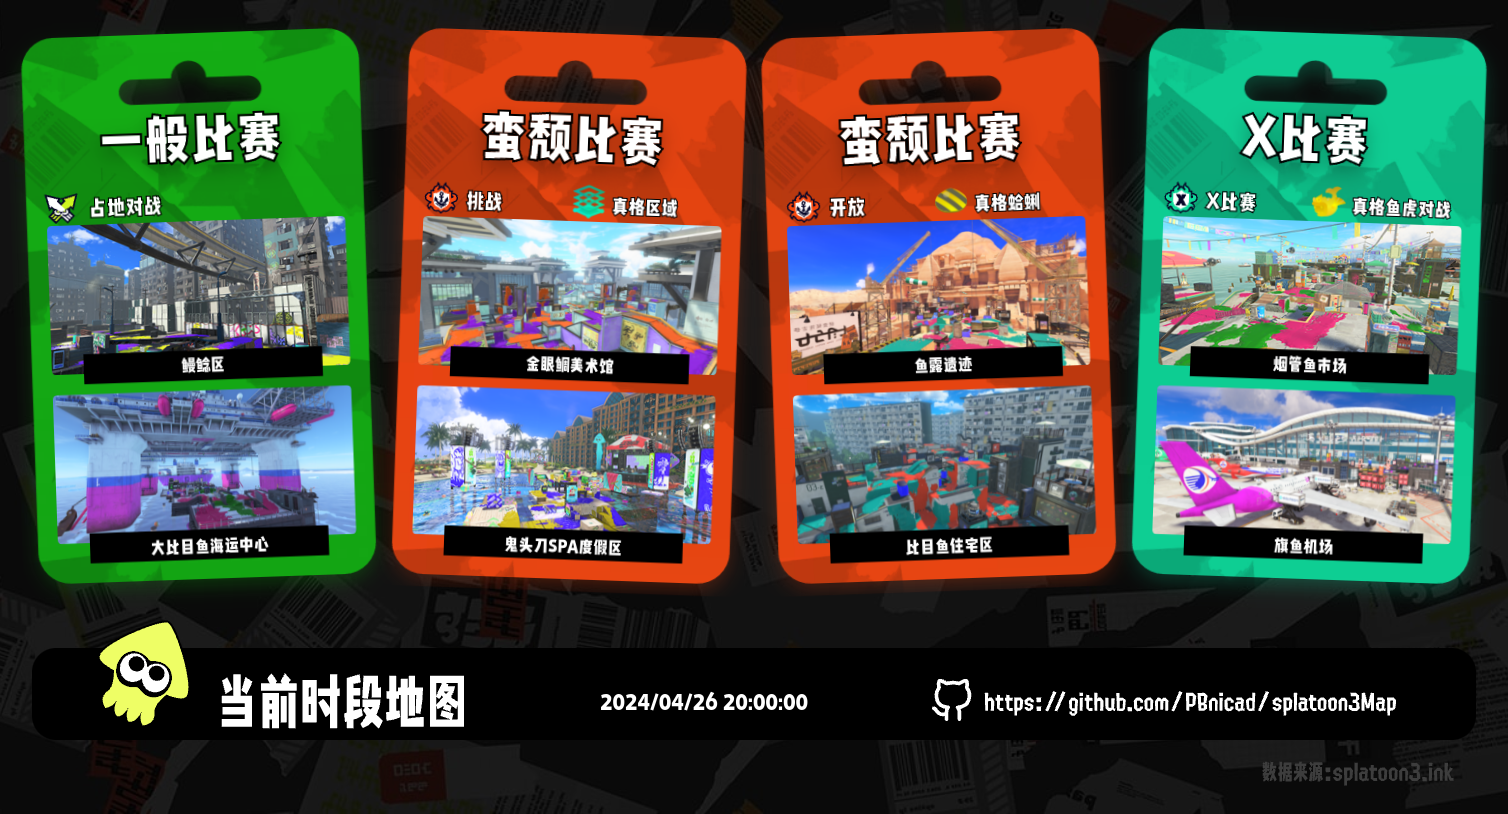 一般比赛
占地对战
鳗鲶区
大比目鱼海运中心
蛮颓比赛
挑战
真格区域
金眼鲷美术馆
鬼头刀SPA度假区
蛮颓比赛
开放
真格蛤蜊
鱼露遗迹
比目鱼住宅区
X比赛
X比赛
真格鱼虎对战
烟管鱼市场
旗鱼机场
当前时段地图
2024/04/26 20:00:00
https://github.com/PBnicad/splatoon3Map
数据来源:splatoon3.ink